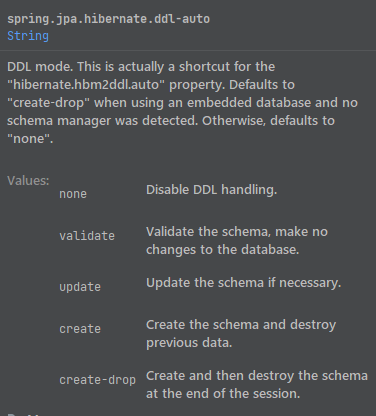 spring.jpa.hibernate.ddl-auto
String
DDL mode. This is actually a shortcut for the
"hibernate.hbm2ddl.auto" property. Defaults to
"create-drop" when using an embedded database and no
schema manager was detected. Otherwise, defaults to
"none".
Values:
none Disable DDL handling.
validate Validate the schema, make no
changes to the database.
update Update the schema if necessary.
create Create the schema and destroy
previous data.
create-drop Create and then destroy the schema
at the end of the session.